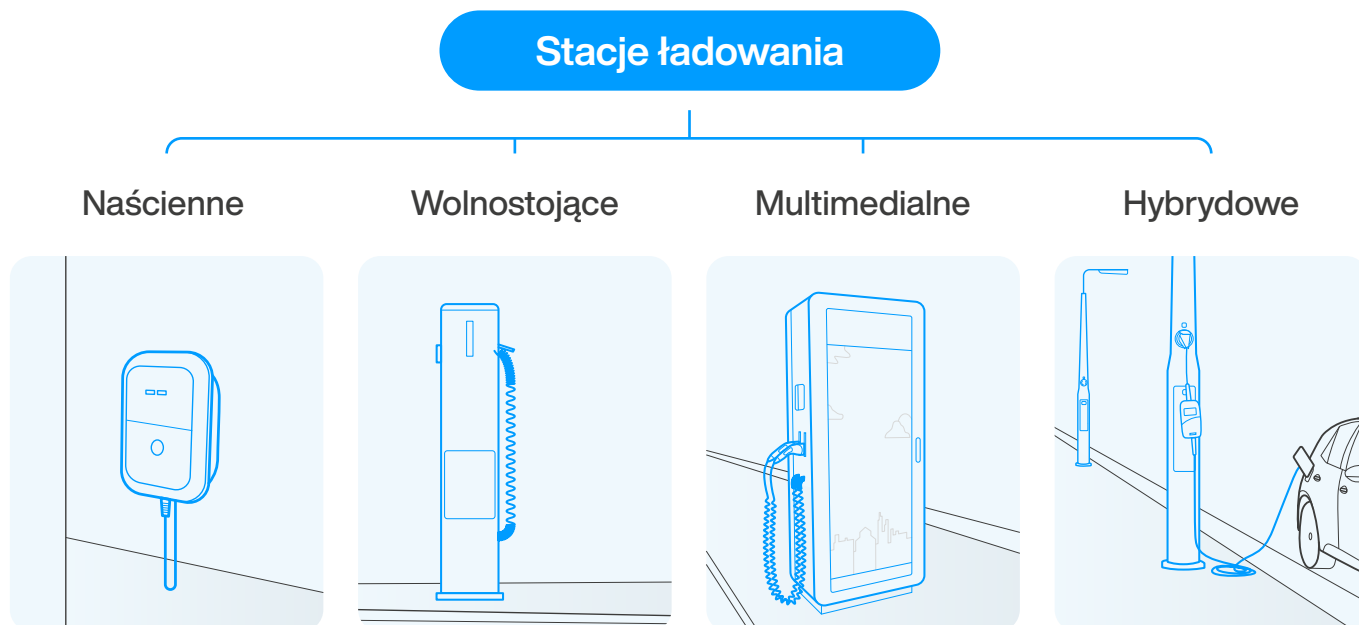 Stacje ładowania
Naścienne
Wolnostojące
Multimedialne
Hybrydowe